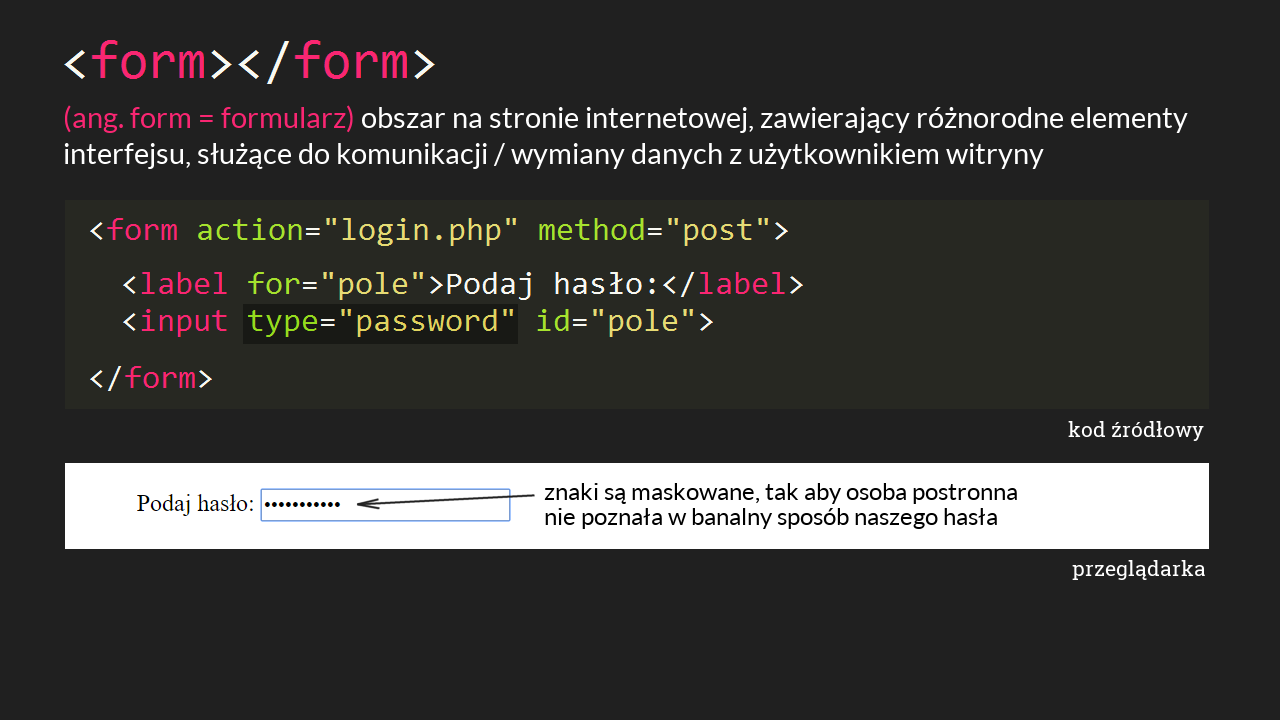 <form></form>
(ang. form = formularz) obszar na stronie internetowej, zawierający różnorodne elementy
interfejsu, służące do komunikacji / wymiany danych z użytkownikiem witryny
<form action="login.php" method="post">
<label for="pole">Podaj hasło:</label>
<input type="password" id="pole">
</form>
kod źródłowy
Podaj hasło: •••••••••••
znaki są maskowane, tak aby osoba postronna
nie poznała w banalny sposób naszego hasła
przeglądarka